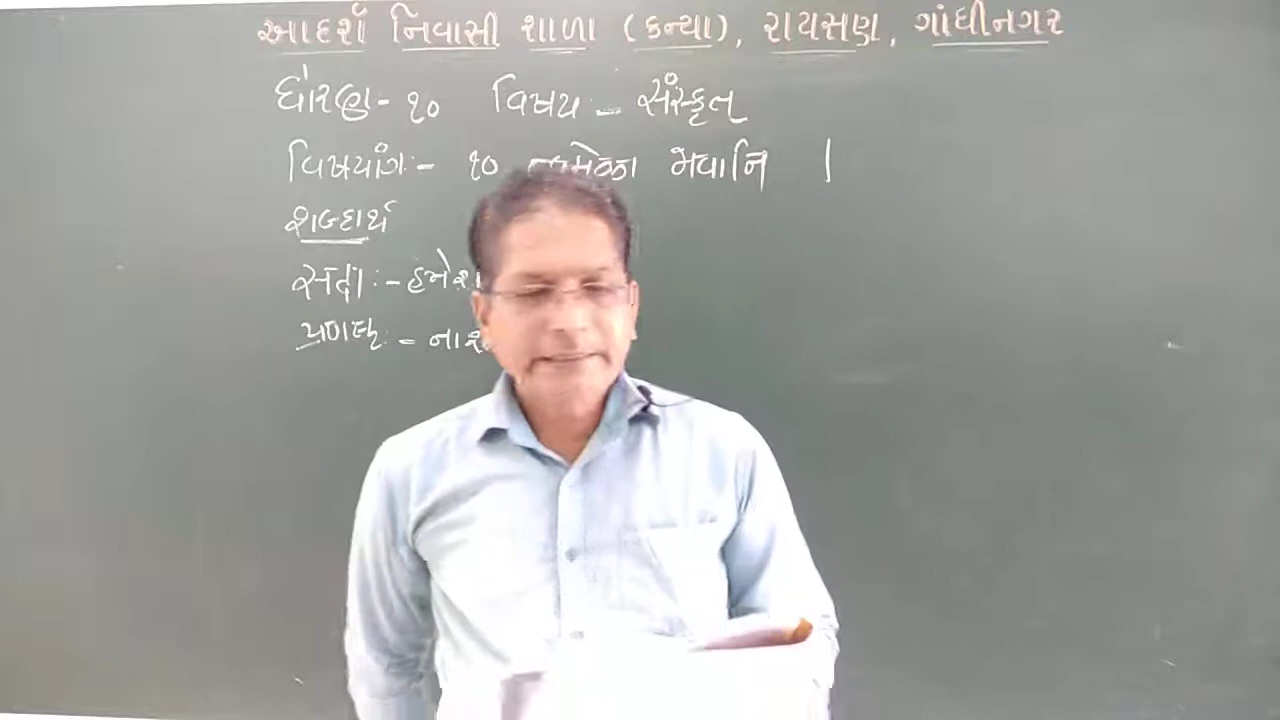 આદર્શ નિવાસી શાળા (કન્યા), રાયસણ, ગાંધીનગર
ધોરણ - ૧૦ વિષય :- સંસ્કૃત
વિષયાંગ :- ૧૦ ભવાનિ |
શબ્દાર્થ
સદા :- હંમેશા